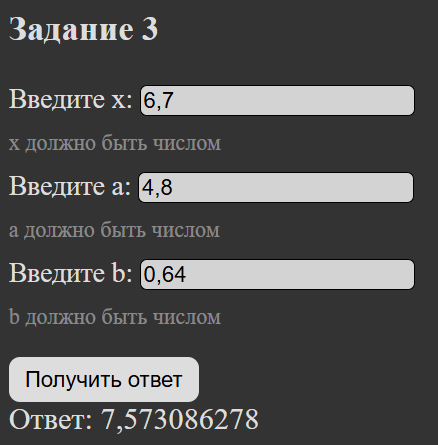 Задание 3
Введите x: 6,7
x должно быть числом
Введите a: 4,8
a должно быть числом
Введите b: 0,64
b должно быть числом
Получить ответ
Ответ: 7,573086278